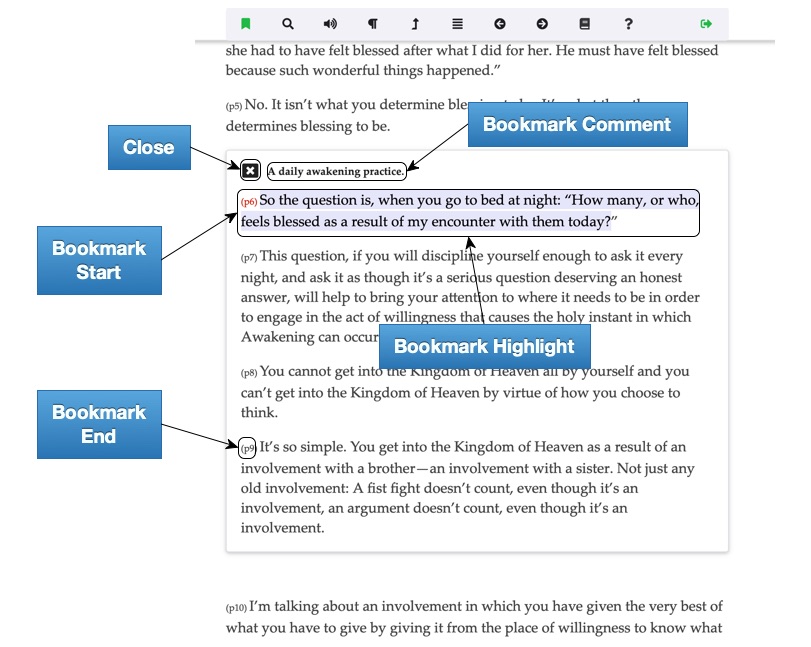 she had to have felt blessed after what I did for her. He must have felt blessed
because such wonderful things happened.”
(p5) No. It isn’t what you determine
determines blessing to be.
Bookmark Comment
Close
A daily awakening practice.
(p6) So the question is, when you go to bed at night: “How many, or who,
feels blessed as a result of my encounter with them today?”
Bookmark
Start
(p7) This question, if you will discipline yourself enough to ask it every
night, and ask it as though it’s a serious question deserving an honest
answer, will help to bring your attention to where it needs to be in order
to engage in the act of willingness that causes the holy instant in which
Awakening can occur
Bookmark Highlight
(p8) You cannot get into the Kingdom of Heaven all by yourself and you
can’t get into the Kingdom of Heaven by virtue of how you choose to
think.
Bookmark
End
(p9) It’s so simple. You get into the Kingdom of Heaven as a result of an
involvement with a brother—an involvement with a sister. Not just any
old involvement: A fist fight doesn’t count, even though it’s an
involvement, an argument doesn’t count, even though it’s an
involvement.
(p10) I’m talking about an involvement in which you have given the very best of
what you have to give by giving it from the place of willingness to know what